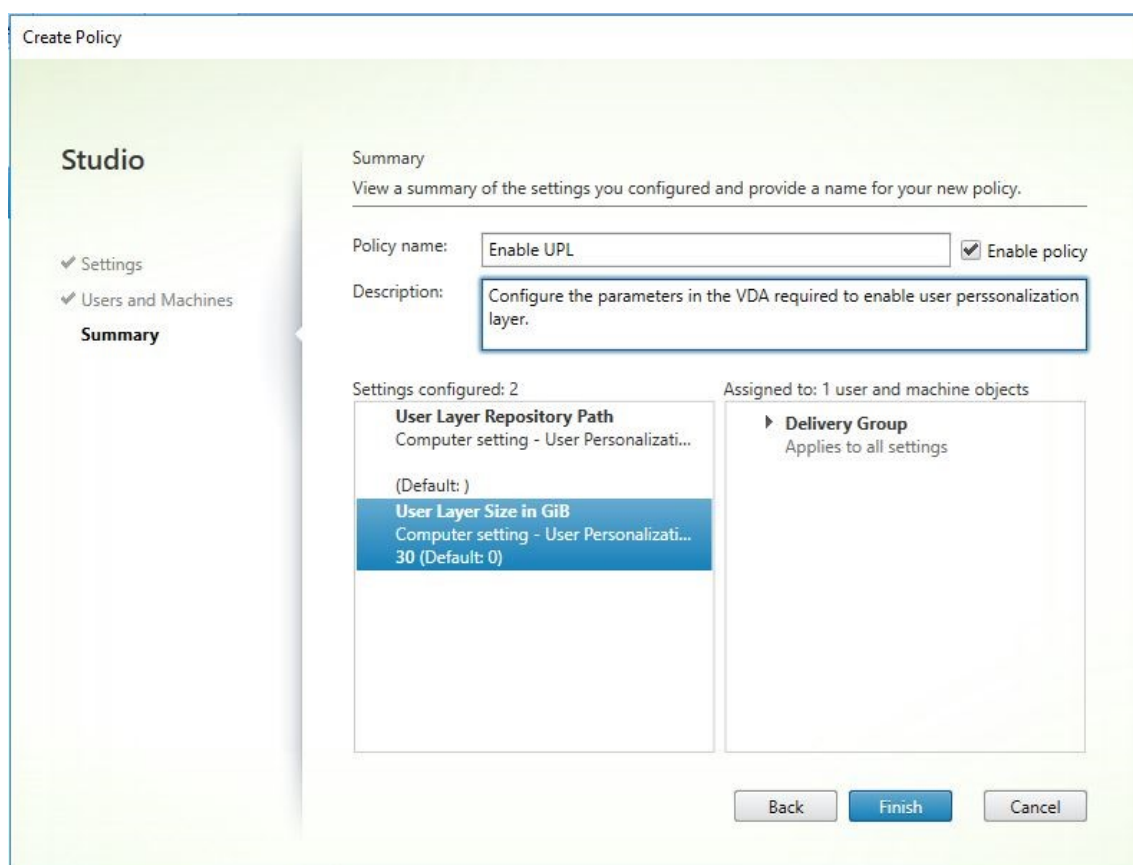 Create Policy
Studio
Settings
Users and Machines
Summary
Summary
View a summary of the settings you configured and provide a name for your new policy.
Policy name:
Enable UPL
Enable policy
Description:
Configure the parameters in the VDA required to enable user perssonalization
layer.
Settings configured: 2
User Layer Repository Path
Computer setting - User Personalizati...
(Default: )
User Layer Size in GiB
Computer setting - User Personalizati...
30 (Default: 0)
Assigned to: 1 user and machine objects
Delivery Group
Applies to all settings
Back
Finish
Cancel